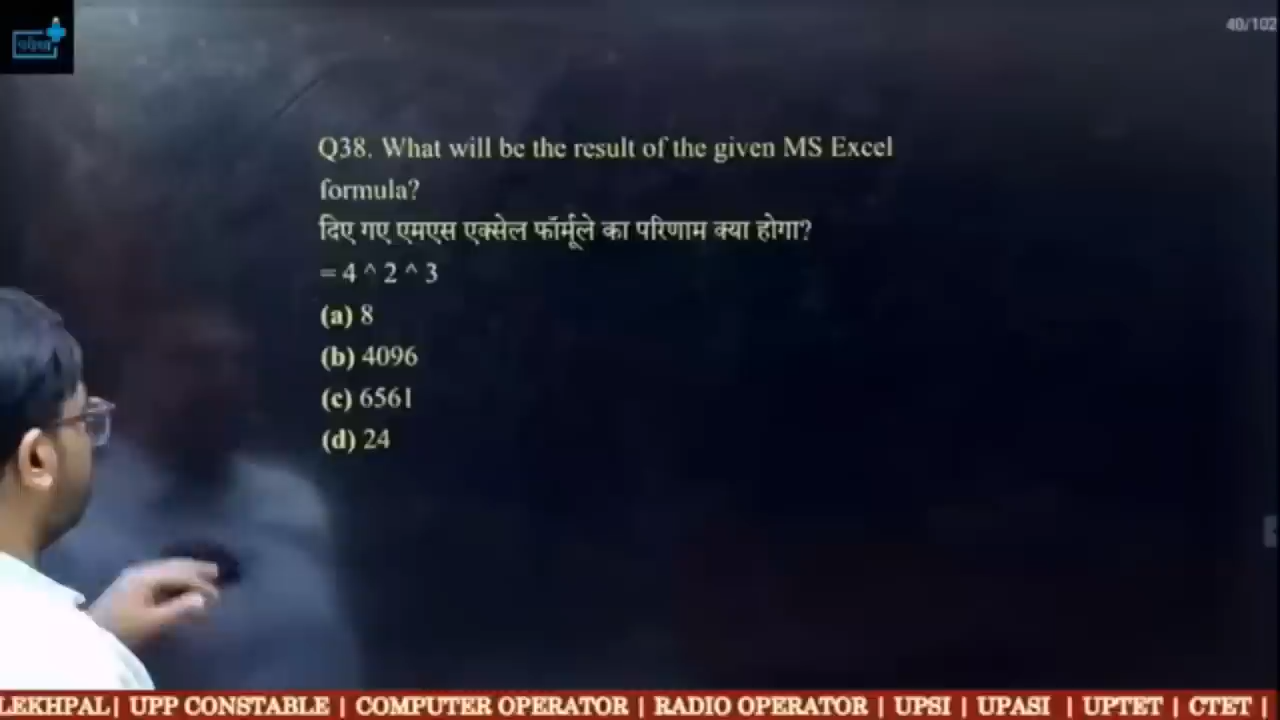 40/102
Q38. What will be the result of the given MS Excel
formula?
दिए गए एमएस एक्सेल फॉर्मूले का परिणाम क्या होगा?
= 4 ^ 2 ^ 3
(a) 8
(b) 4096
(c) 6561
(d) 24
LEKHPAL | UPP CONSTABLE | COMPUTER OPERATOR | RADIO OPERATOR | UPSI | UPASI | UPTET | CTET |